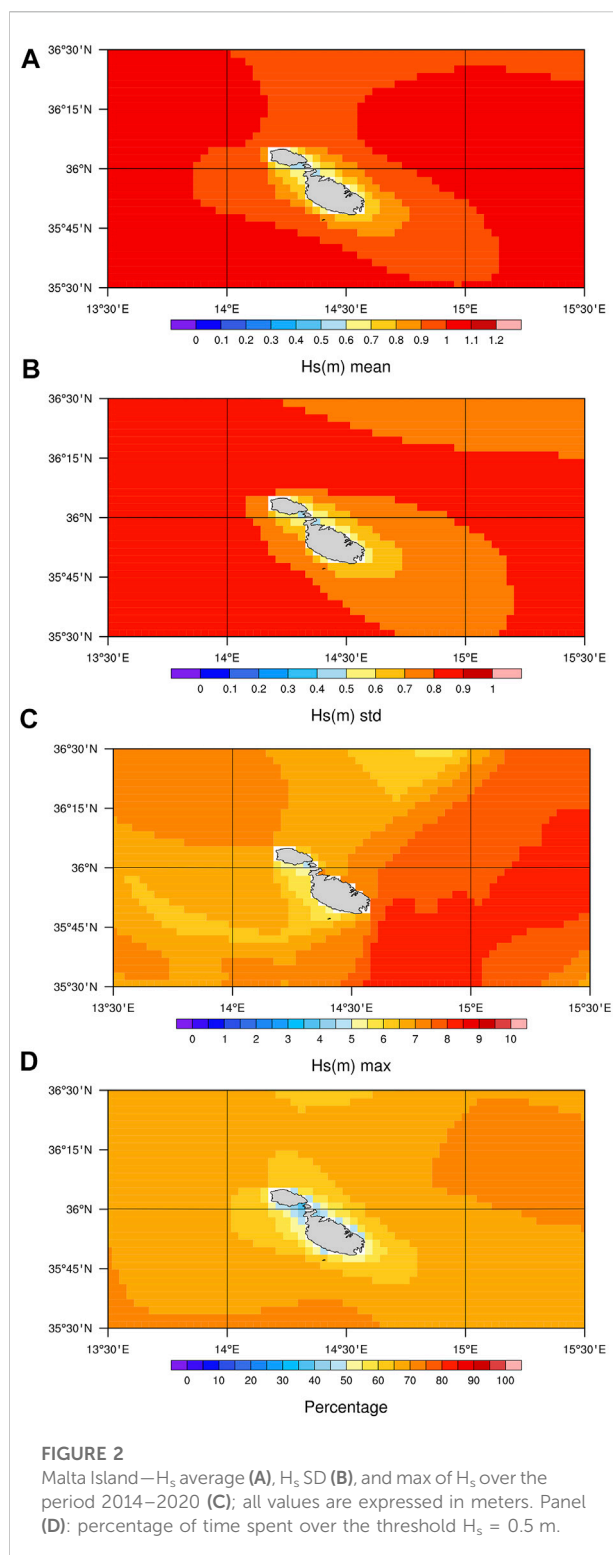 A
36°30'N
36°15'N
36°N
35°45'N
35°30'N
13°30'E 14°E 14°30'E 15°E 15°30'E
0 0.1 0.2 0.3 0.4 0.5 0.6 0.7 0.8 0.9 1 1.1 1.2
Hs(m) mean
B
36°30'N
36°15'N
36°N
35°45'N
35°30'N
13°30'E 14°E 14°30'E 15°E 15°30'E
0 0.1 0.2 0.3 0.4 0.5 0.6 0.7 0.8 0.9 1
Hs(m) std
C
36°30'N
36°15'N
36°N
35°45'N
35°30'N
13°30'E 14°E 14°30'E 15°E 15°30'E
0 1 2 3 4 5 6 7 8 9 10
Hs(m) max
D
36°30'N
36°15'N
36°N
35°45'N
35°30'N
13°30'E 14°E 14°30'E 15°E 15°30'E
0 10 20 30 40 50 60 70 80 90 100
Percentage
FIGURE 2
Malta Island—Hs average (A), Hs SD (B), and max of Hs over the
period 2014–2020 (C); all values are expressed in meters. Panel
(D): percentage of time spent over the threshold Hs = 0.5 m.